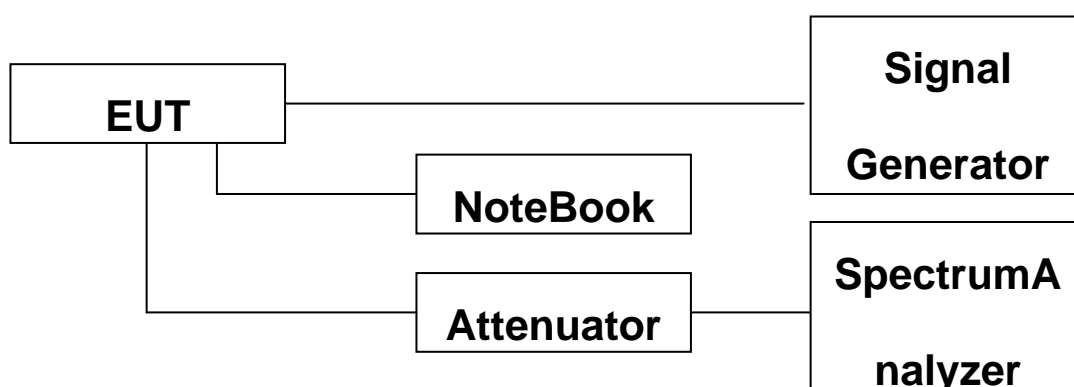 EUT
Signal
Generator
NoteBook
Attenuator
SpectrumA
nalyzer